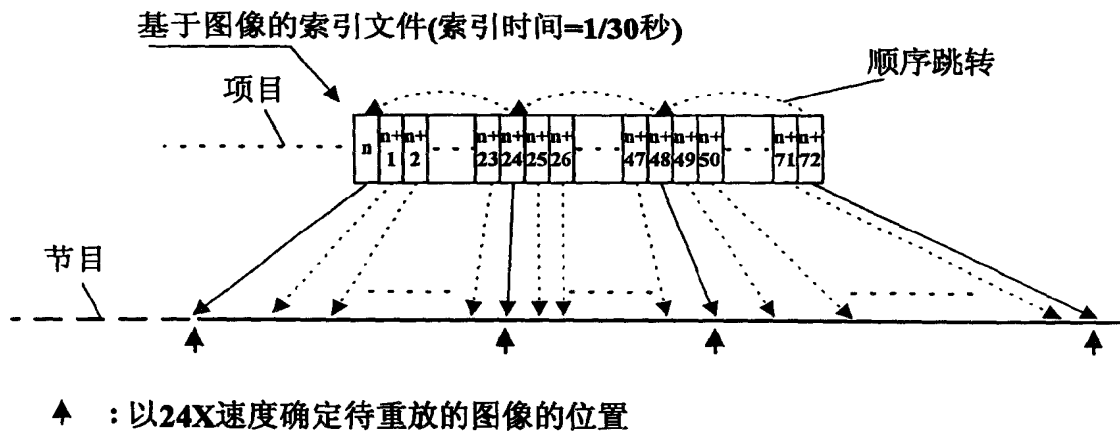 基于图像的索引文件(索引时间=1/30秒)
顺序跳转
项目
n n+1 n+2 n+23 n+24 n+25 n+26 n+47 n+48 n+49 n+50 n+71 n+72
节目
:以24X速度确定待重放的图像的位置